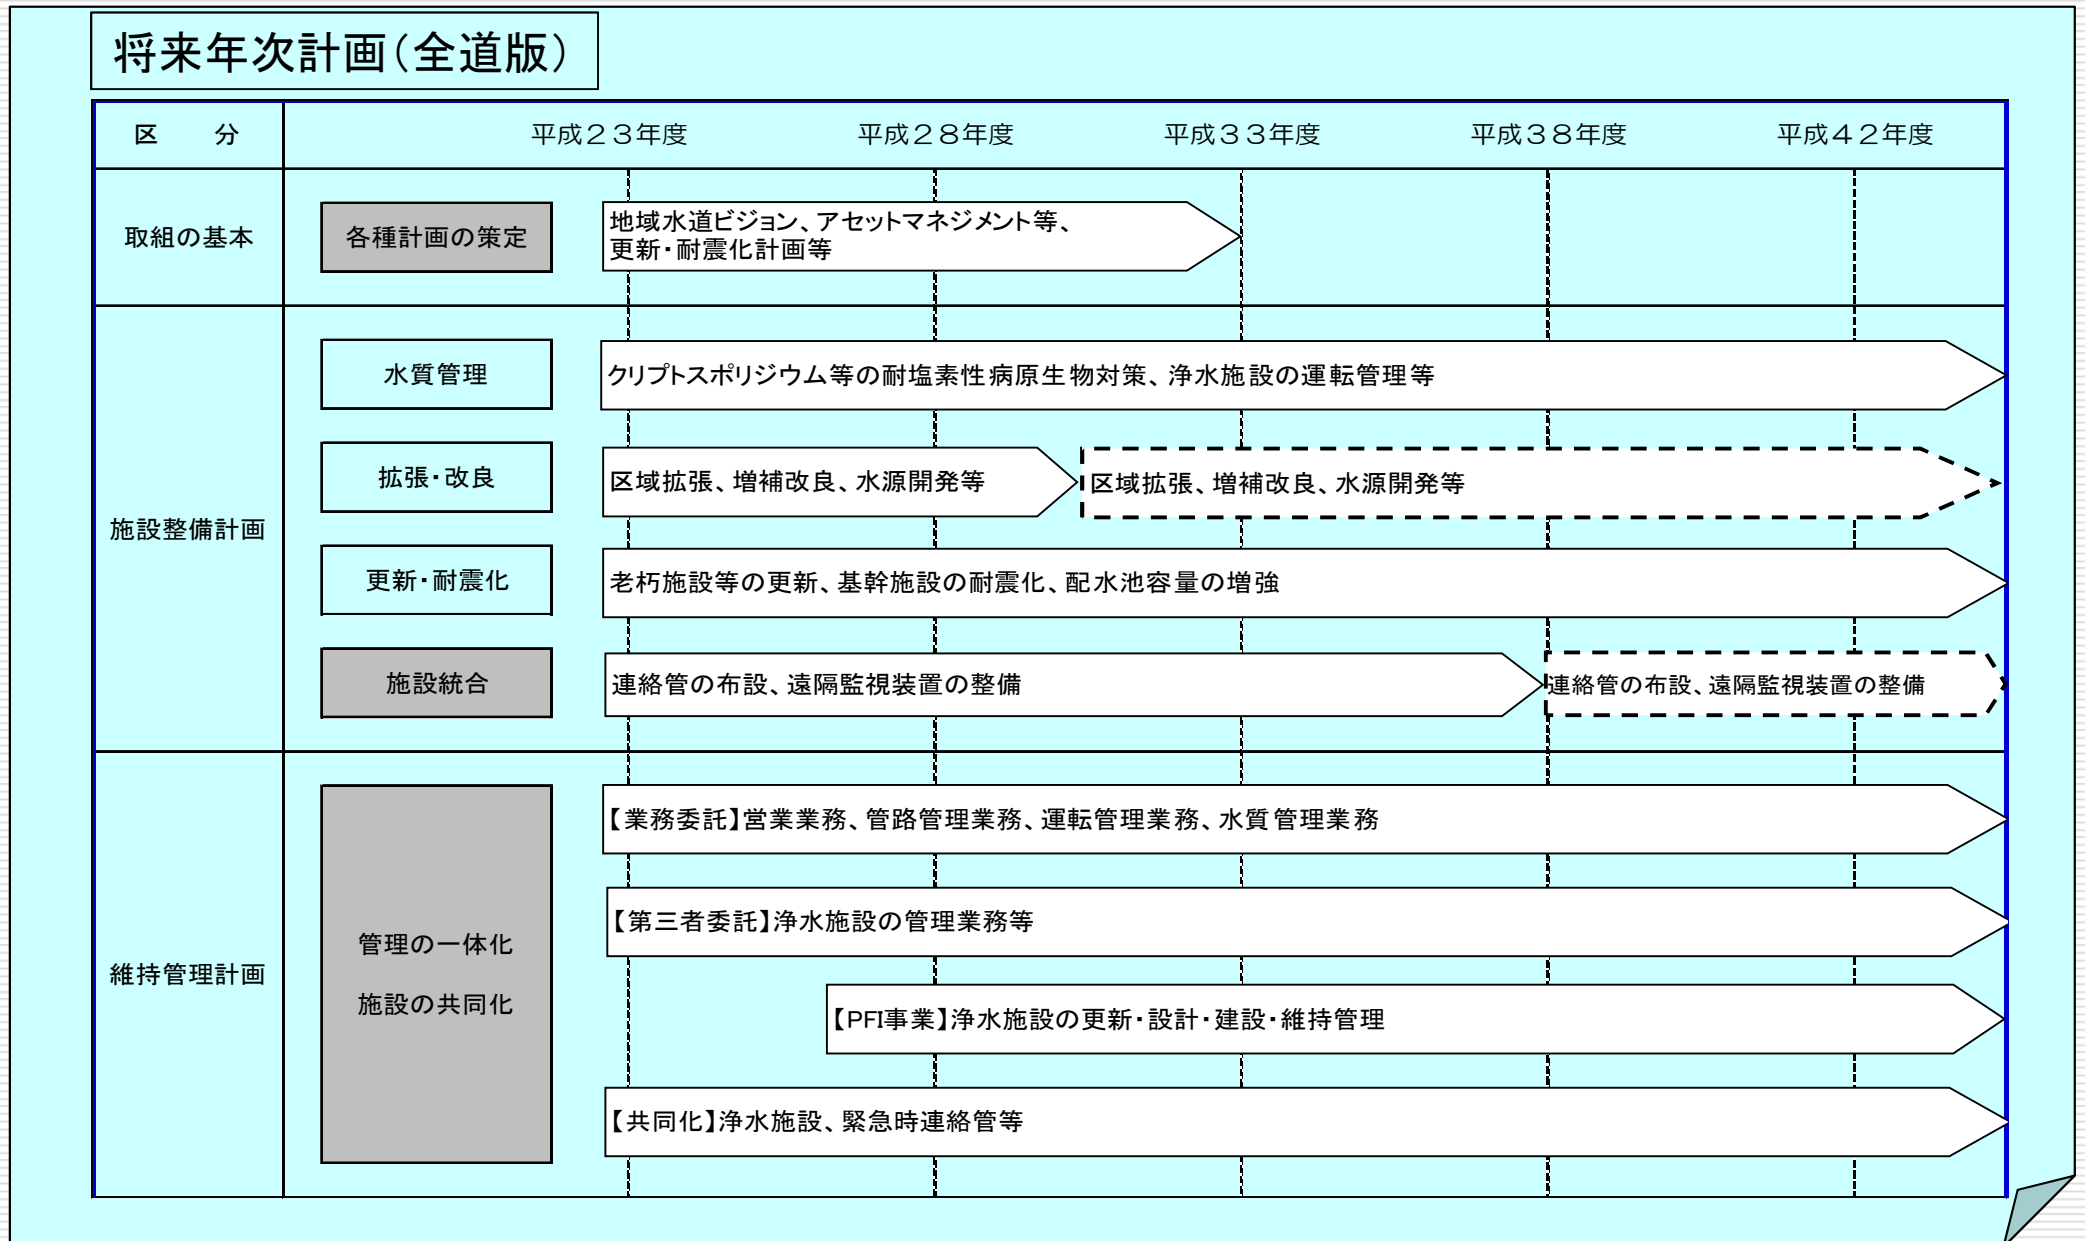 将来年次計画(全道版)
区　　分
平成２３年度
平成２８年度
平成３３年度
平成３８年度
平成４２年度
取組の基本
各種計画の策定
地域水道ビジョン、アセットマネジメント等、
更新・耐震化計画等
施設整備計画
水質管理
クリプトスポリジウム等の耐塩素性病原生物対策、浄水施設の運転管理等
拡張・改良
区域拡張、増補改良、水源開発等
区域拡張、増補改良、水源開発等
更新・耐震化
老朽施設等の更新、基幹施設の耐震化、配水池容量の増強
施設統合
連絡管の布設、遠隔監視装置の整備
連絡管の布設、遠隔監視装置の整備
維持管理計画
管理の一体化
施設の共同化
【業務委託】営業業務、管路管理業務、運転管理業務、水質管理業務
【第三者委託】浄水施設の管理業務等
【PFI事業】浄水施設の更新・設計・建設・維持管理
【共同化】浄水施設、緊急時連絡管等